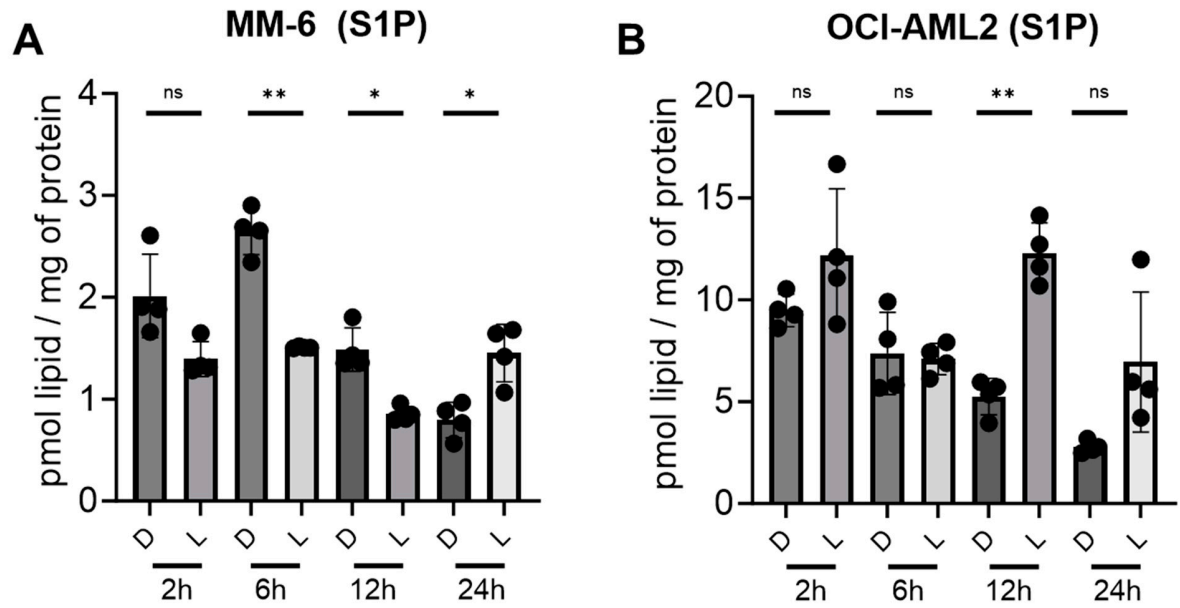 A
MM-6 (S1P)
pmol lipid / mg of protein
4
3
2
1
0
ns
**
*
*
D
L
D
L
D
L
D
L
2h
6h
12h
24h
B
OCI-AML2 (S1P)
pmol lipid / mg of protein
20
15
10
5
0
ns
ns
**
ns
D
L
D
L
D
L
D
L
2h
6h
12h
24h